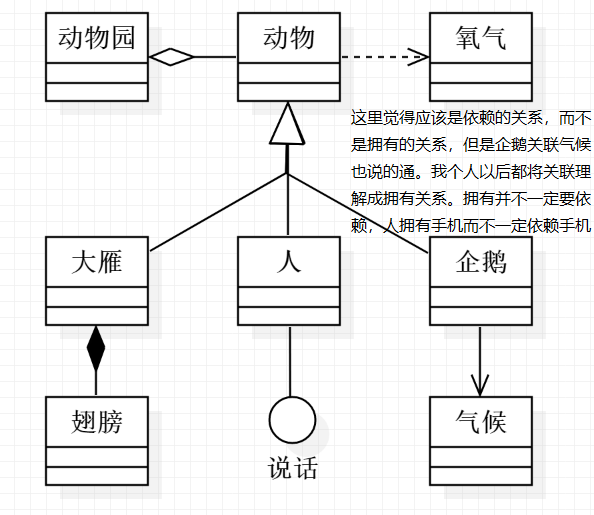 动物园
动物
氧气
这里觉得应该是依赖的关系，而不
是拥有的关系，但是企鹅关联气候
也说的通。我个人以后都将关联理
解成拥有关系。拥有并不一定要依
赖，人拥有手机而不一定依赖手机
大雁
人
企鹅
翅膀
说话
气候